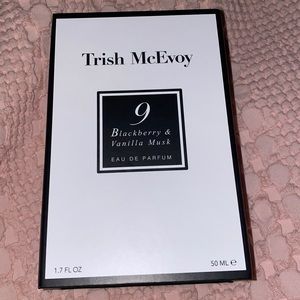 Trish McEvoy
9
Blackberry &
Vanilla Musk
EAU DE PARFUM
1.7 FL OZ
50 ML ℮